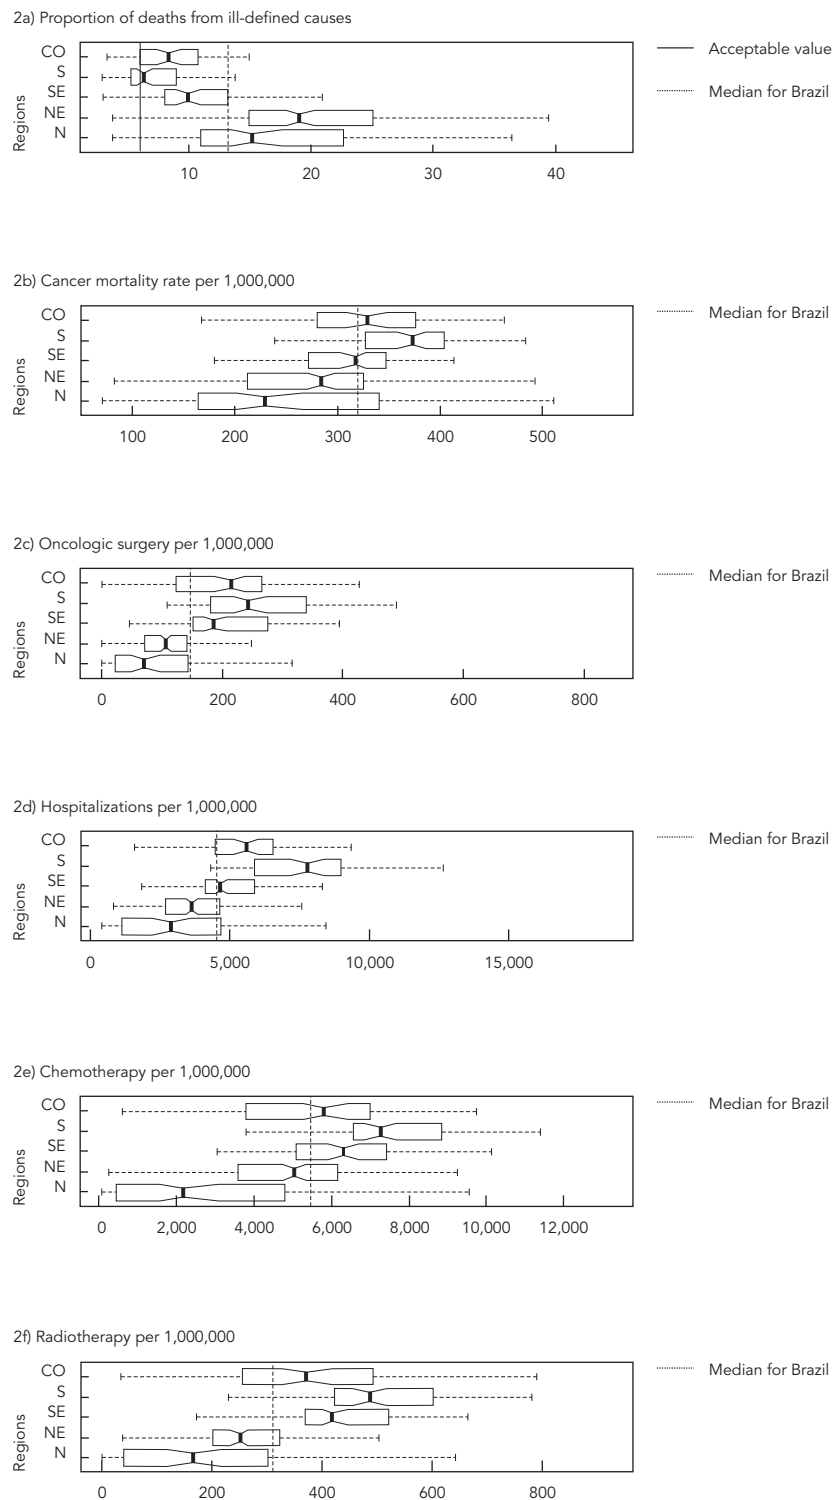 2a) Proportion of deaths from ill-defined causes
Regions
CO
S
SE
NE
N
10 20 30 40
Acceptable value
Median for Brazil
2b) Cancer mortality rate per 1,000,000
Regions
CO
S
SE
NE
N
100 200 300 400 500
Median for Brazil
2c) Oncologic surgery per 1,000,000
Regions
CO
S
SE
NE
N
0 200 400 600 800
Median for Brazil
2d) Hospitalizations per 1,000,000
Regions
CO
S
SE
NE
N
0 5,000 10,000 15,000
Median for Brazil
2e) Chemotherapy per 1,000,000
Regions
CO
S
SE
NE
N
0 2,000 4,000 6,000 8,000 10,000 12,000
Median for Brazil
2f) Radiotherapy per 1,000,000
Regions
CO
S
SE
NE
N
0 200 400 600 800
Median for Brazil